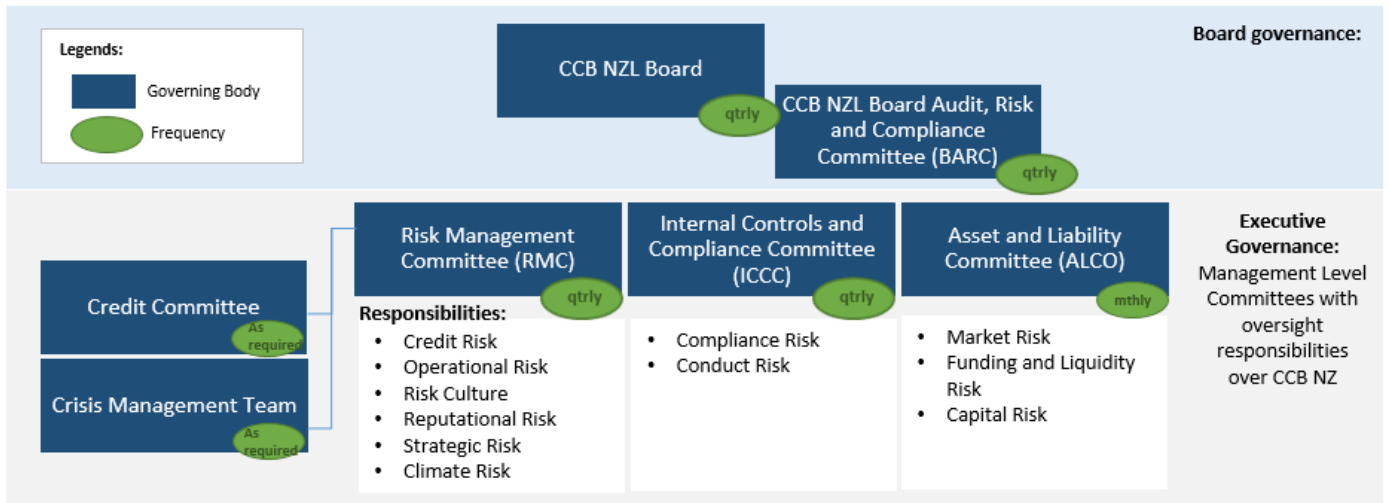 Legends:
Governing Body
Frequency
Board governance:
CCB NZL Board
qtrly
CCB NZL Board Audit, Risk
and Compliance
Committee (BARC)
qtrly
Credit Committee
As
required
Crisis Management Team
As
required
Risk Management
Committee (RMC)
qtrly
Responsibilities:
• Credit Risk
• Operational Risk
• Risk Culture
• Reputational Risk
• Strategic Risk
• Climate Risk
Internal Controls and
Compliance Committee
(ICCC)
qtrly
• Compliance Risk
• Conduct Risk
Asset and Liability
Committee (ALCO)
mthly
• Market Risk
• Funding and Liquidity
Risk
• Capital Risk
Executive
Governance:
Management Level
Committees with
oversight
responsibilities
over CCB NZ